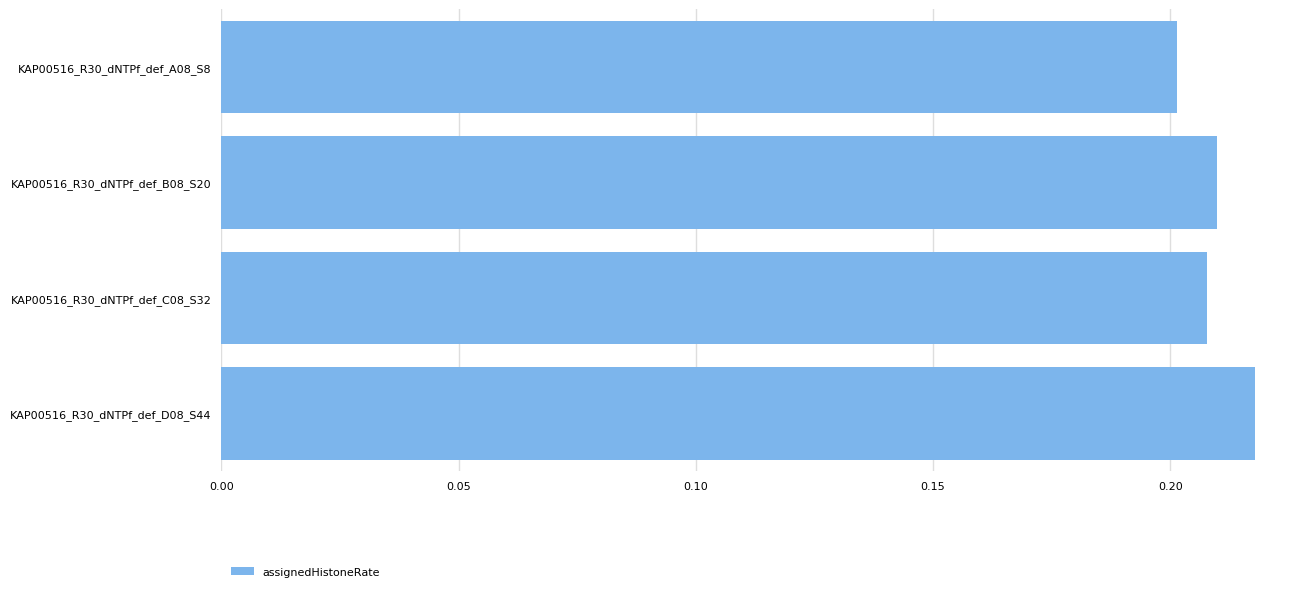 KAP00516_R30_dNTPf_def_A08_S8
KAP00516_R30_dNTPf_def_B08_S20
KAP00516_R30_dNTPf_def_C08_S32
KAP00516_R30_dNTPf_def_D08_S44
0.00 0.05 0.10 0.15 0.20
assignedHistoneRate